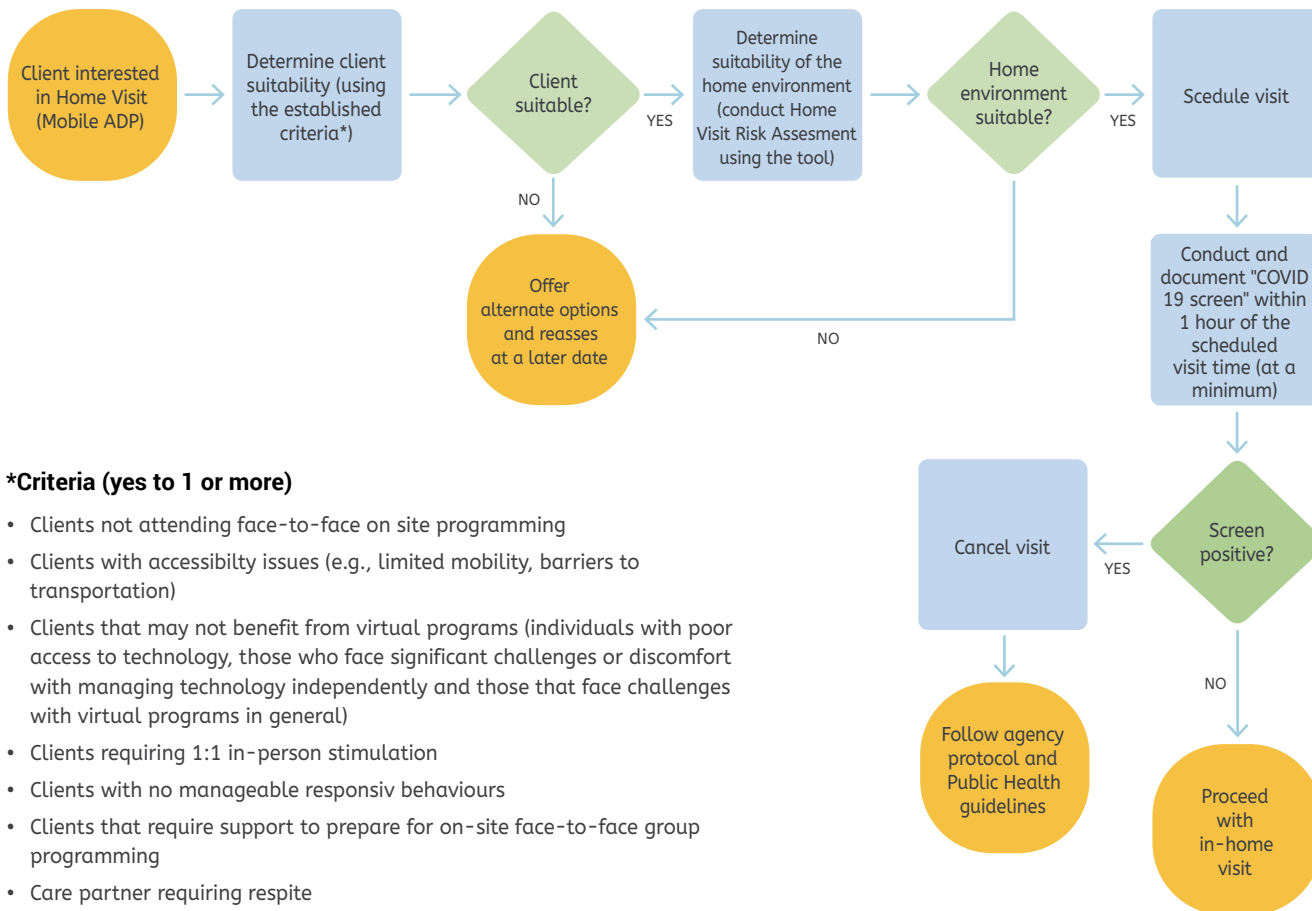 Client interested
in Home Visit
(Mobile ADP)
Determine client
suitability (using
the established
criteria*)
Client
suitable?
YES
NO
Determine
suitability of the
home environment
(conduct Home
Visit Risk Assesment
using the tool)
Home
environment
suitable?
YES
NO
Scedule visit
Offer
alternate options
and reasses
at a later date
Conduct and
document "COVID
19 screen" within
1 hour of the
scheduled
visit time (at a
minimum)
Screen
positive?
YES
NO
Cancel visit
Follow agency
protocol and
Public Health
guidelines
Proceed
with
in-home
visit
*Criteria (yes to 1 or more)
• Clients not attending face-to-face on site programming
• Clients with accessibilty issues (e.g., limited mobility, barriers to
transportation)
• Clients that may not benefit from virtual programs (individuals with poor
access to technology, those who face significant challenges or discomfort
with managing technology independently and those that face challenges
with virtual programs in general)
• Clients requiring 1:1 in-person stimulation
• Clients with no manageable responsiv behaviours
• Clients that require support to prepare for on-site face-to-face group
programming
• Care partner requiring respite